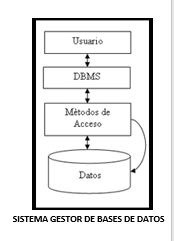 Usuario
DBMS
Métodos de
Acceso
Datos
SISTEMA GESTOR DE BASES DE DATOS